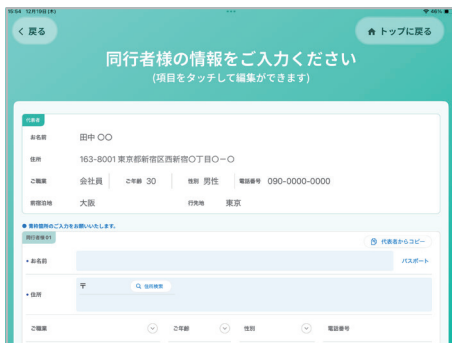 15:54 12月19日(木)
46%
く 戻る
トップに戻る
同行者様の情報をご入力ください
(項目をタッチして編集ができます)
代表者
お名前 田中 〇〇
住所 163-8001 東京都新宿区西新宿〇丁目〇ー〇
ご職業 会社員 ご年齢 30 性別 男性 電話番号 090-0000-0000
前宿泊地 大阪 行先地 東京
● 青枠箇所のご入力をお願いいたします。
同行者様01 代表者からコピー
• お名前 パスポート
• 住所 〒 住所検索
ご職業 ご年齢 性別 電話番号